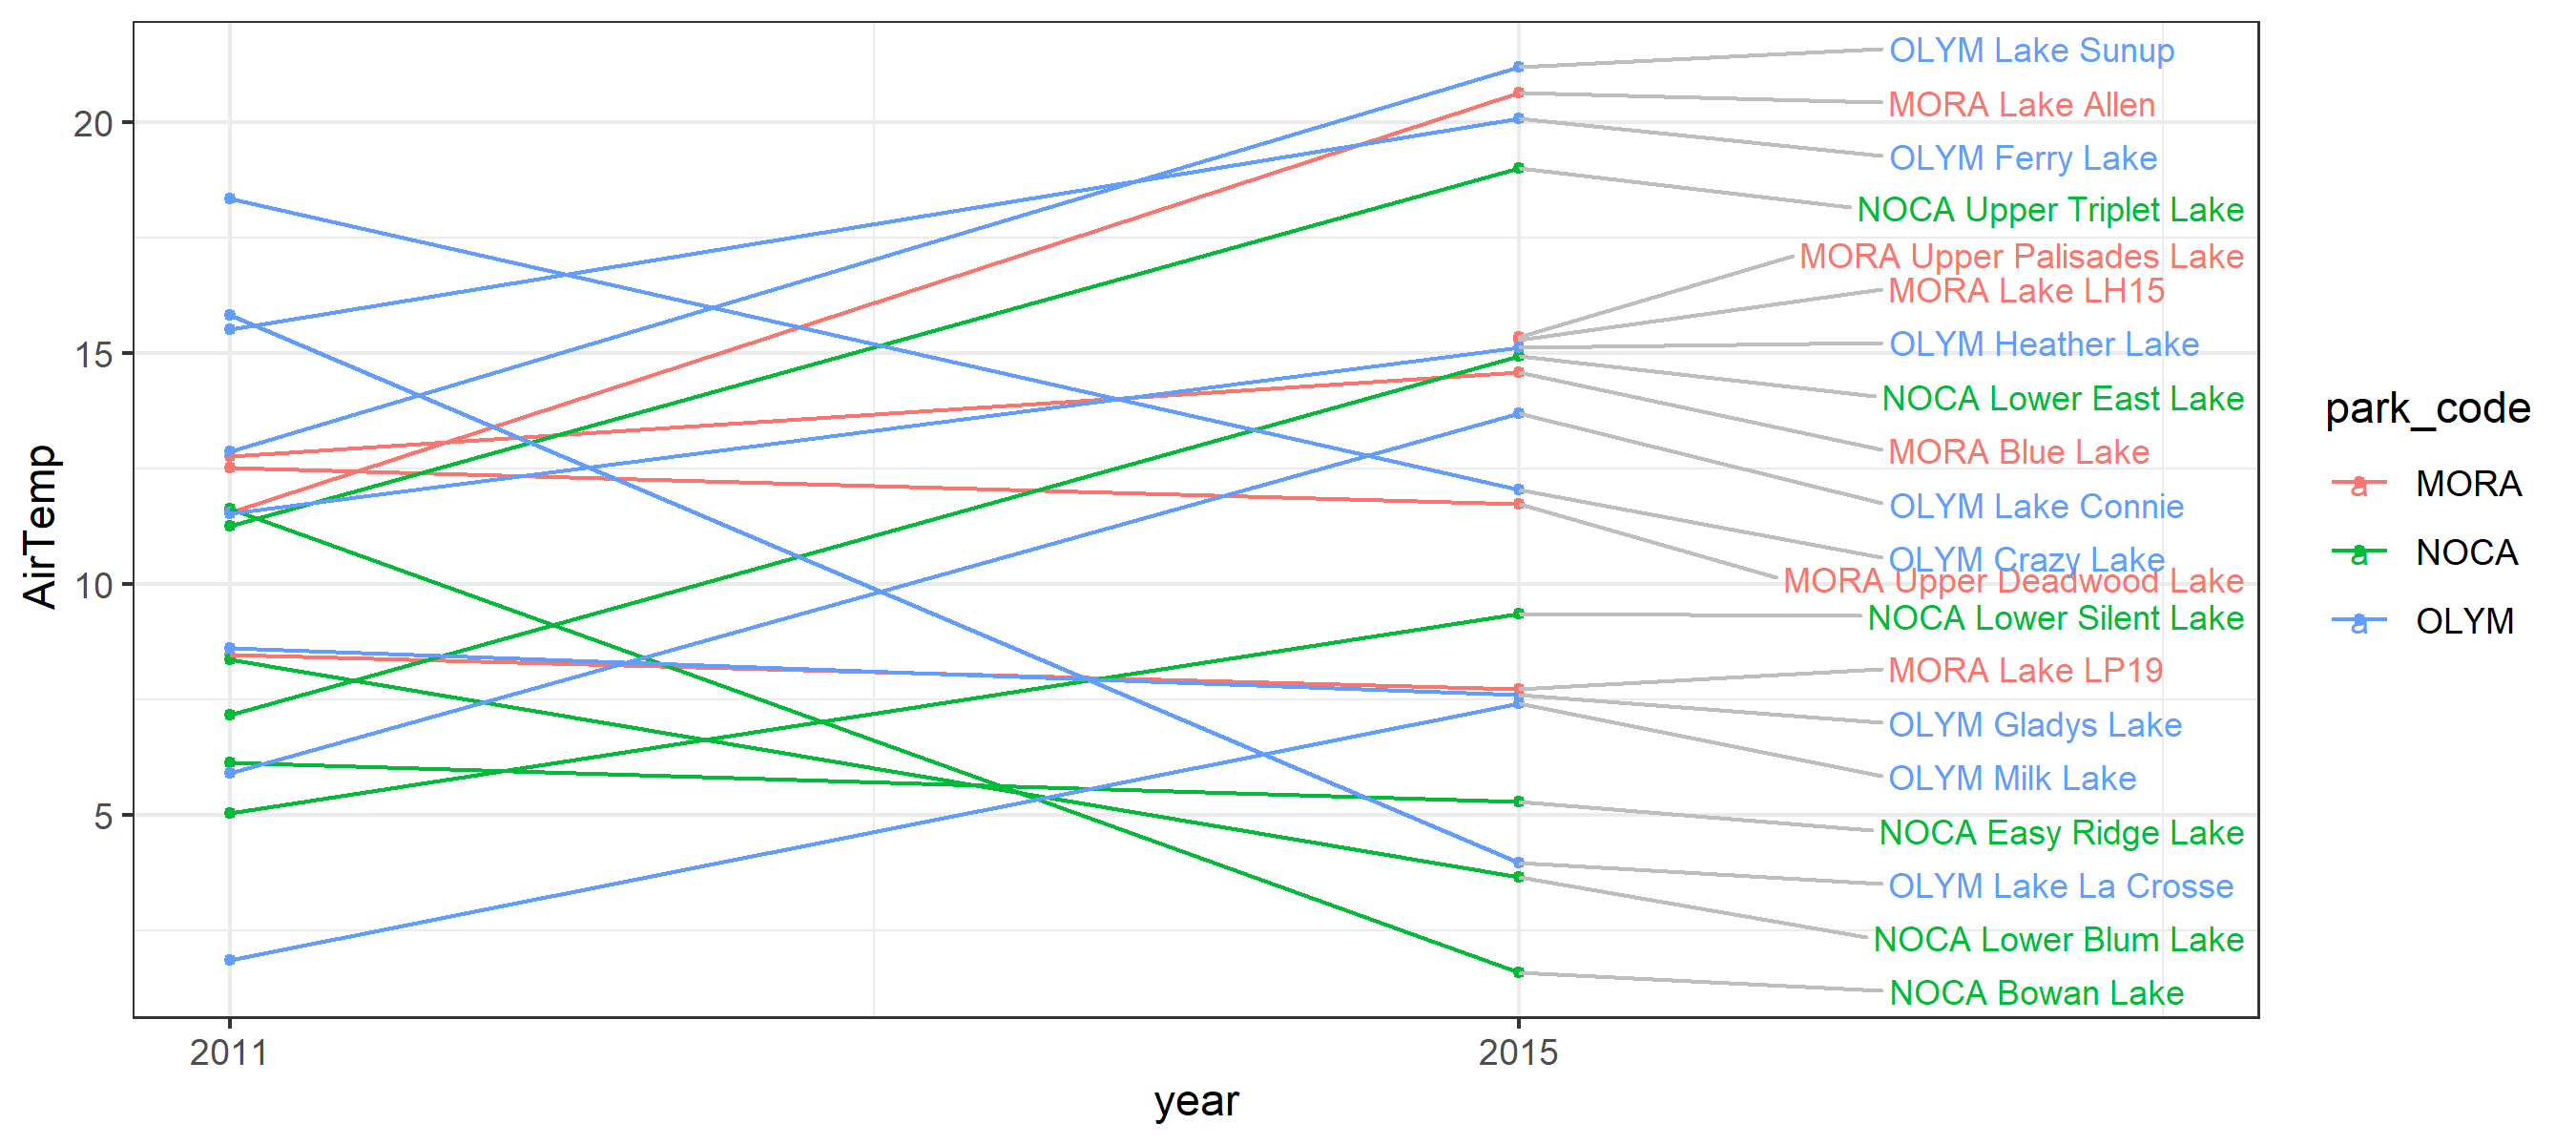 OLYM Lake Sunup
MORA Lake Allen
OLYM Ferry Lake
NOCA Upper Triplet Lake
MORA Upper Palisades Lake
MORA Lake LH15
OLYM Heather Lake
NOCA Lower East Lake
MORA Blue Lake
OLYM Lake Connie
OLYM Crazy Lake
MORA Upper Deadwood Lake
NOCA Lower Silent Lake
MORA Lake LP19
OLYM Gladys Lake
OLYM Milk Lake
NOCA Easy Ridge Lake
OLYM Lake La Crosse
NOCA Lower Blum Lake
NOCA Bowan Lake
20
15
10
5
AirTemp
2011
2015
year
park_code
a MORA
a NOCA
a OLYM